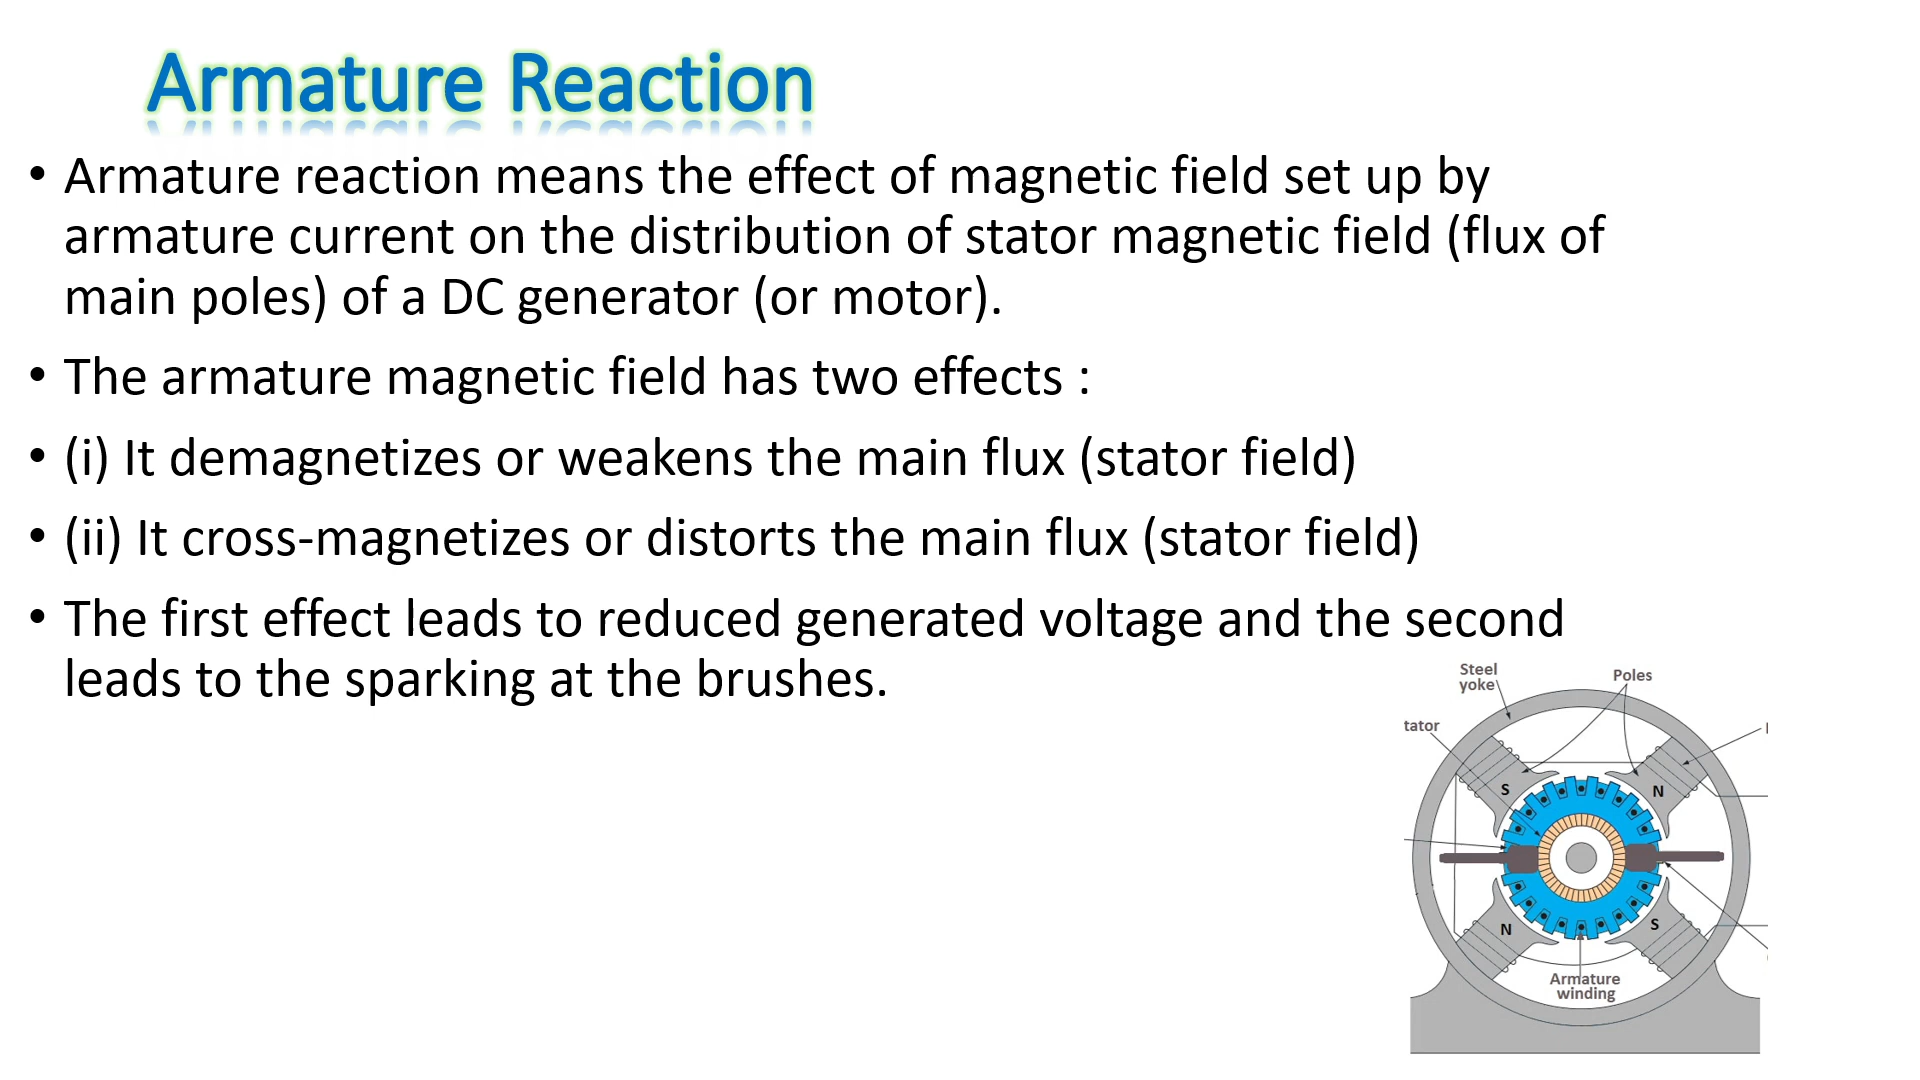 Armature Reaction
• Armature reaction means the effect of magnetic field set up by
armature current on the distribution of stator magnetic field (flux of
main poles) of a DC generator (or motor).
• The armature magnetic field has two effects :
• (i) It demagnetizes or weakens the main flux (stator field)
• (ii) It cross-magnetizes or distorts the main flux (stator field)
• The first effect leads to reduced generated voltage and the second
leads to the sparking at the brushes.
Steel
yoke
Poles
tator
S
N
N
S
Armature
winding